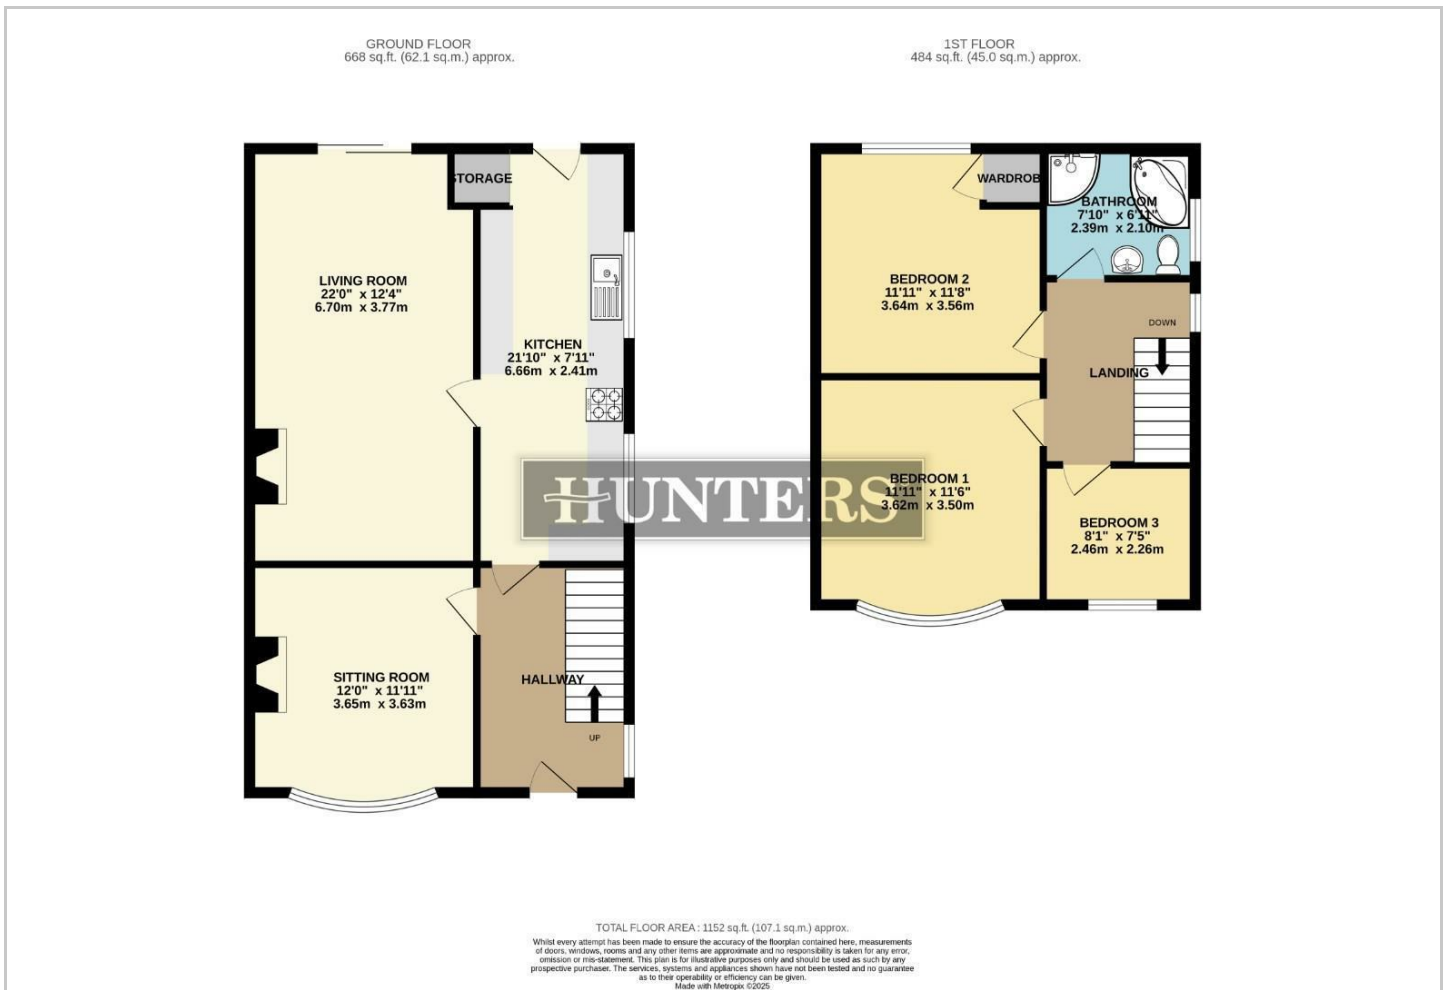 GROUND FLOOR
668 sq.ft. (62.1 sq.m.) approx.
1ST FLOOR
484 sq.ft. (45.0 sq.m.) approx.
STORAGE
LIVING ROOM
22'0" x 12'4"
6.70m x 3.77m
KITCHEN
21'10" x 7'11"
6.66m x 2.41m
SITTING ROOM
12'0" x 11'11"
3.65m x 3.63m
HALLWAY
UP
WARDROB
BATHROOM
7'10" x 6'11"
2.39m x 2.10m
BEDROOM 2
11'11" x 11'8"
3.64m x 3.56m
DOWN
LANDING
BEDROOM 1
11'11" x 11'6"
3.62m x 3.50m
BEDROOM 3
8'1" x 7'5"
2.46m x 2.26m
HUNTERS
TOTAL FLOOR AREA : 1152 sq.ft. (107.1 sq.m.) approx.
Whilst every attempt has been made to ensure the accuracy of the floorplan contained here, measurements
of doors, windows, rooms and any other items are approximate and no responsibility is taken for any error,
omission or mis-statement. This plan is for illustrative purposes only and should be used as such by any
prospective purchaser. The services, systems and appliances shown have not been tested and no guarantee
as to their operability or efficiency can be given.
Made with Metropix ©2025